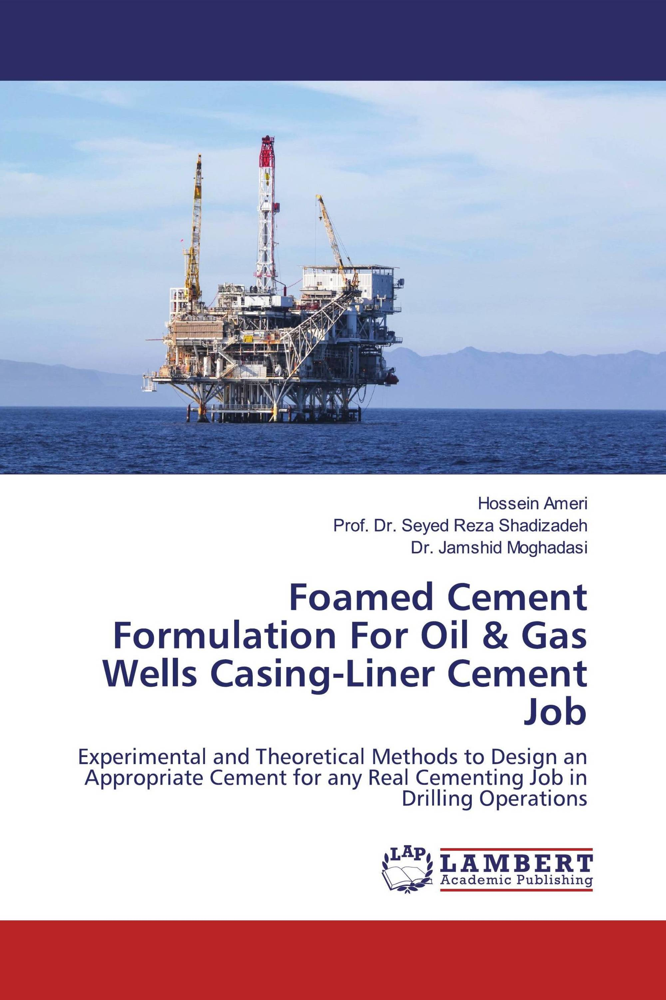 Hossein Ameri
Prof. Dr. Seyed Reza Shadizadeh
Dr. Jamshid Moghadasi
Foamed Cement
Formulation For Oil & Gas
Wells Casing-Liner Cement
Job
Experimental and Theoretical Methods to Design an
Appropriate Cement for any Real Cementing Job in
Drilling Operations
LAP
LAMBERT
Academic Publishing